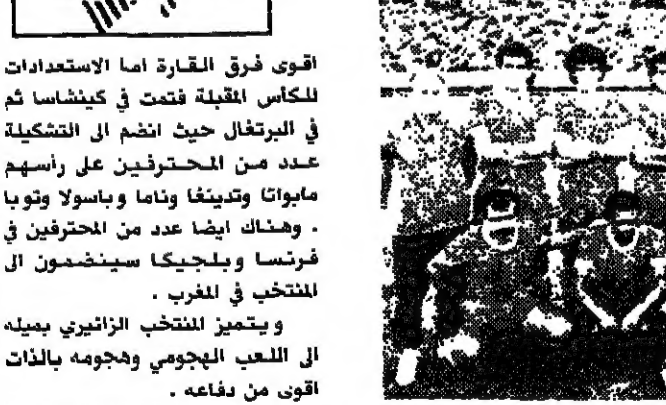 اقوى فرق القارة اما الاستعدادات
للكأس المقبلة فتمت في كينشاسا ثم
في البرتغال حيث انضم الى التشكيلة
عدد من المحترفين على راسهم
مابواتا وتدينغا وناما وباسولا وتوبا
. وهناك ايضا عدد من المحترفين في
فرنسا وبلجيكا سينضمون الى
المنتخب في المغرب .
ويتميز المنتخب الزائيري بميله
الى اللعب الهجومي وهجومه بالذات
اقوى من دفاعه .